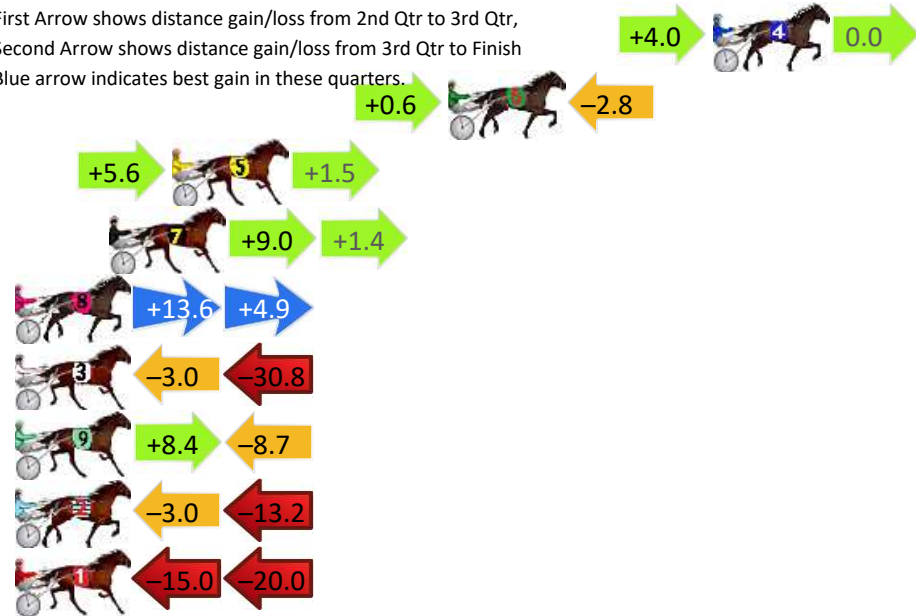 First Arrow shows distance gain/loss from 2nd Qtr to 3rd Qtr,
Second Arrow shows distance gain/loss from 3rd Qtr to Finish
Blue arrow indicates best gain in these quarters.
+4.0 4 0.0
+0.6 6 –2.8
+5.6 5 +1.5
7 +9.0 +1.4
8 +13.6 +4.9
3 –3.0 –30.8
9 +8.4 –8.7
2 –3.0 –13.2
1 –15.0 –20.0